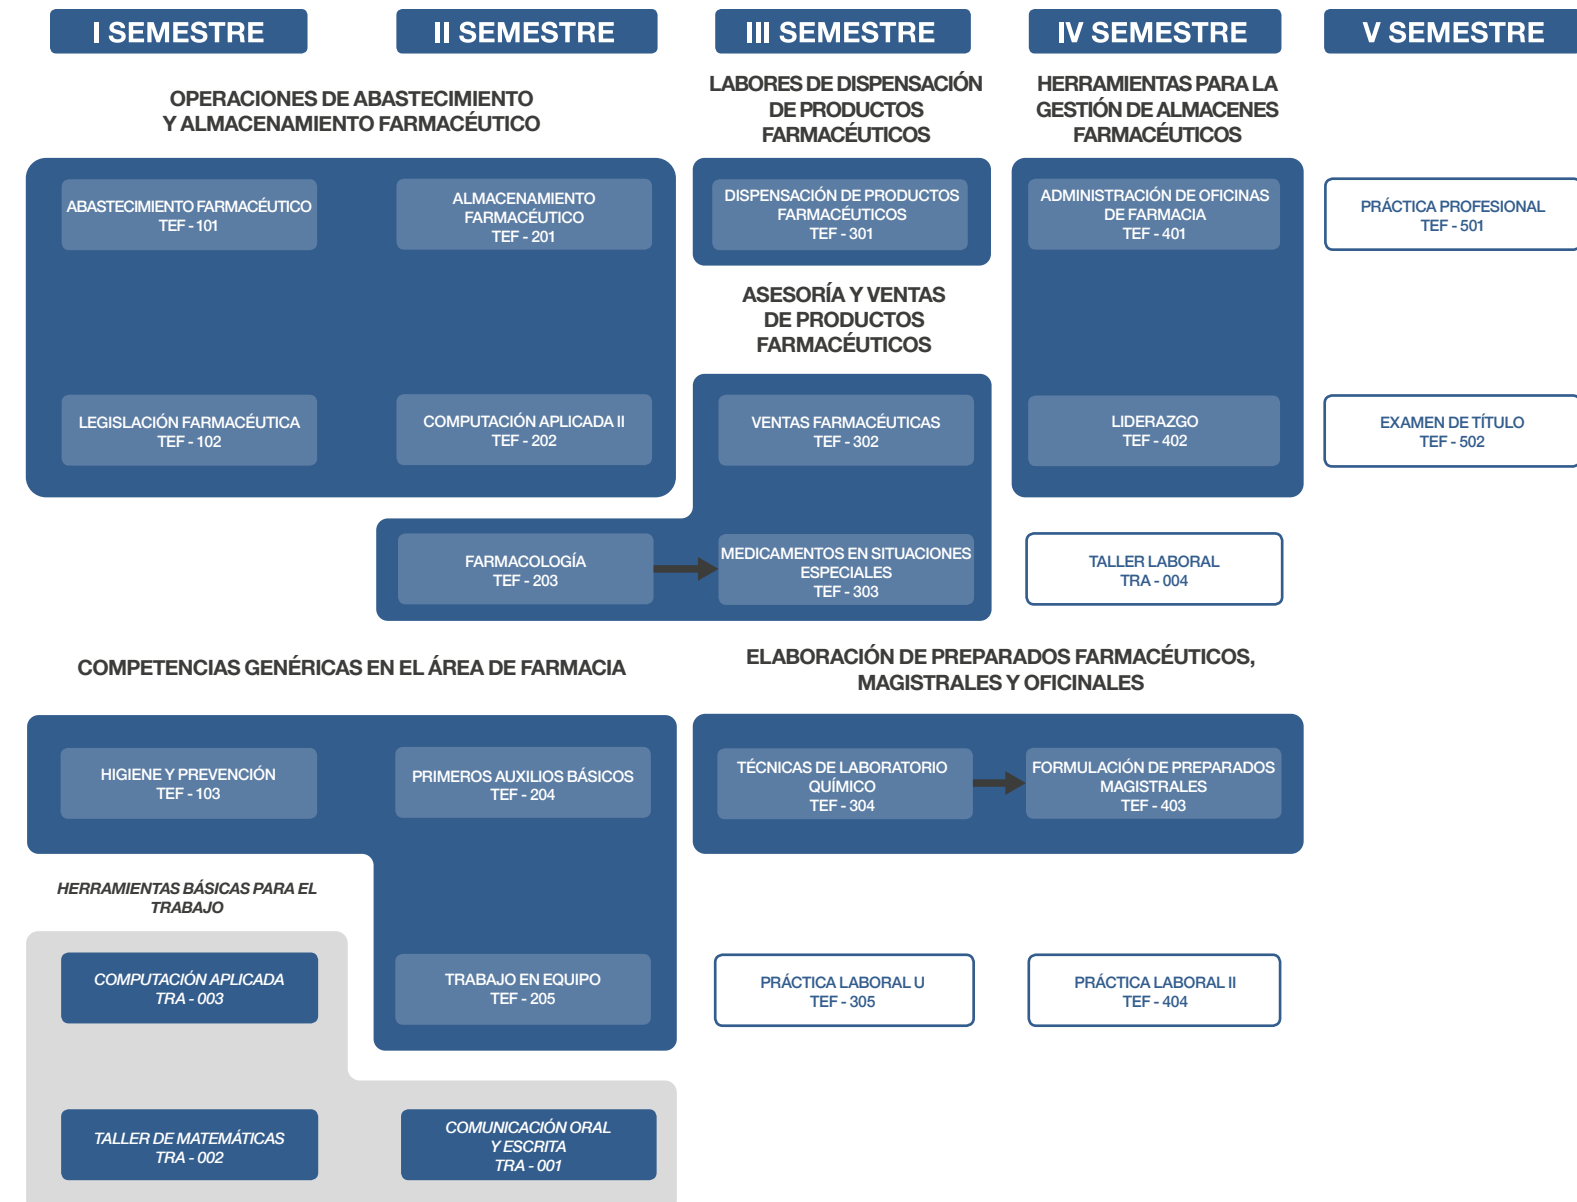 I SEMESTRE
II SEMESTRE
III SEMESTRE
IV SEMESTRE
V SEMESTRE
OPERACIONES DE ABASTECIMIENTO
Y ALMACENAMIENTO FARMACÉUTICO
LABORES DE DISPENSACIÓN
DE PRODUCTOS
FARMACÉUTICOS
HERRAMIENTAS PARA LA
GESTIÓN DE ALMACENES
FARMACÉUTICOS
ABASTECIMIENTO FARMACÉUTICO
TEF - 101
ALMACENAMIENTO
FARMACÉUTICO
TEF - 201
DISPENSACIÓN DE PRODUCTOS
FARMACÉUTICOS
TEF - 301
ADMINISTRACIÓN DE OFICINAS
DE FARMACIA
TEF - 401
PRÁCTICA PROFESIONAL
TEF - 501
ASESORÍA Y VENTAS
DE PRODUCTOS
FARMACÉUTICOS
LEGISLACIÓN FARMACÉUTICA
TEF - 102
COMPUTACIÓN APLICADA II
TEF - 202
VENTAS FARMACÉUTICAS
TEF - 302
LIDERAZGO
TEF - 402
EXAMEN DE TÍTULO
TEF - 502
FARMACOLOGÍA
TEF - 203
MEDICAMENTOS EN SITUACIONES
ESPECIALES
TEF - 303
TALLER LABORAL
TRA - 004
COMPETENCIAS GENÉRICAS EN EL ÁREA DE FARMACIA
ELABORACIÓN DE PREPARADOS FARMACÉUTICOS,
MAGISTRALES Y OFICINALES
HIGIENE Y PREVENCIÓN
TEF - 103
PRIMEROS AUXILIOS BÁSICOS
TEF - 204
TÉCNICAS DE LABORATORIO
QUÍMICO
TEF - 304
FORMULACIÓN DE PREPARADOS
MAGISTRALES
TEF - 403
HERRAMIENTAS BÁSICAS PARA EL
TRABAJO
COMPUTACIÓN APLICADA
TRA - 003
TRABAJO EN EQUIPO
TEF - 205
PRÁCTICA LABORAL U
TEF - 305
PRÁCTICA LABORAL II
TEF - 404
TALLER DE MATEMÁTICAS
TRA - 002
COMUNICACIÓN ORAL
Y ESCRITA
TRA - 001